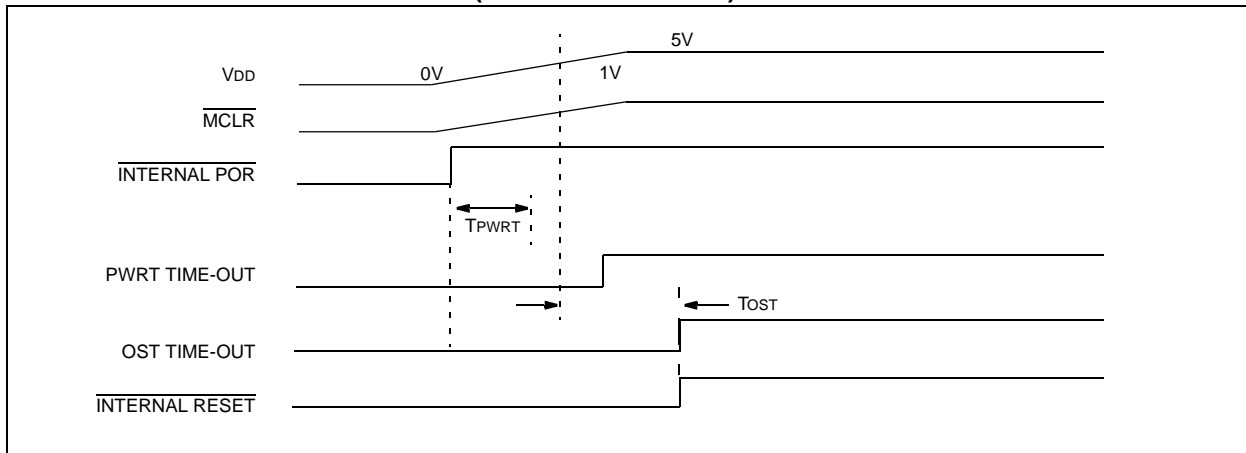 5V
VDD 0V 1V
MCLR
INTERNAL POR
TPWRT
PWRT TIME-OUT
TOST
OST TIME-OUT
INTERNAL RESET